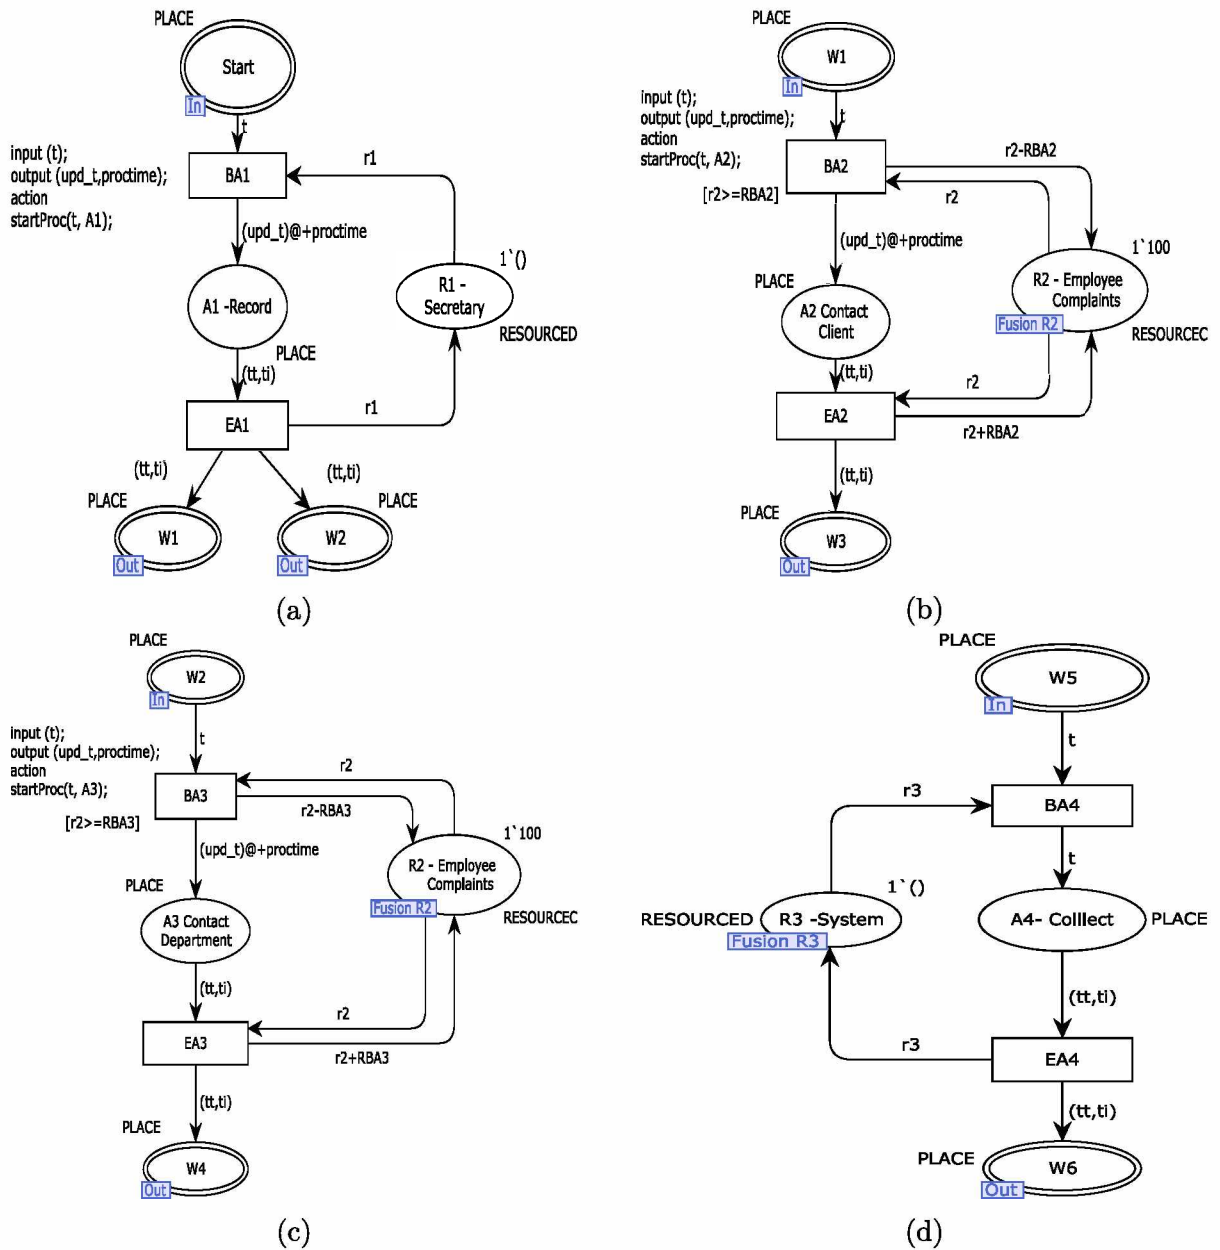 PLACE
Start
In
t
input (t);
output (upd_t,proctime);
action
startProc(t, A1);
BA1
r1
(upd_t)@+proctime
1`()
A1 -Record
R1 -
Secretary
RESOURCED
PLACE
(tt,ti)
EA1
r1
(tt,ti)
(tt,ti)
PLACE
PLACE
W1
W2
Out
Out
(a)
PLACE
W1
In
t
input (t);
output (upd_t,proctime);
action
startProc(t, A2);
[r2>=RBA2]
BA2
r2-RBA2
r2
(upd_t)@+proctime
1`100
PLACE
A2 Contact
Client
R2 - Employee
Complaints
Fusion R2
RESOURCEC
(tt,ti)
r2
EA2
r2+RBA2
(tt,ti)
PLACE
W3
Out
(b)
PLACE
W2
In
t
input (t);
output (upd_t,proctime);
action
startProc(t, A3);
[r2>=RBA3]
BA3
r2
r2-RBA3
(upd_t)@+proctime
1`100
PLACE
A3 Contact
Department
R2 - Employee
Complaints
Fusion R2
RESOURCEC
(tt,ti)
r2
EA3
r2+RBA3
(tt,ti)
PLACE
W4
Out
(c)
PLACE
W5
In
t
r3
BA4
t
1`()
RESOURCED
R3 -System
Fusion R3
A4- Colllect
PLACE
(tt,ti)
r3
EA4
(tt,ti)
PLACE
W6
Out
(d)